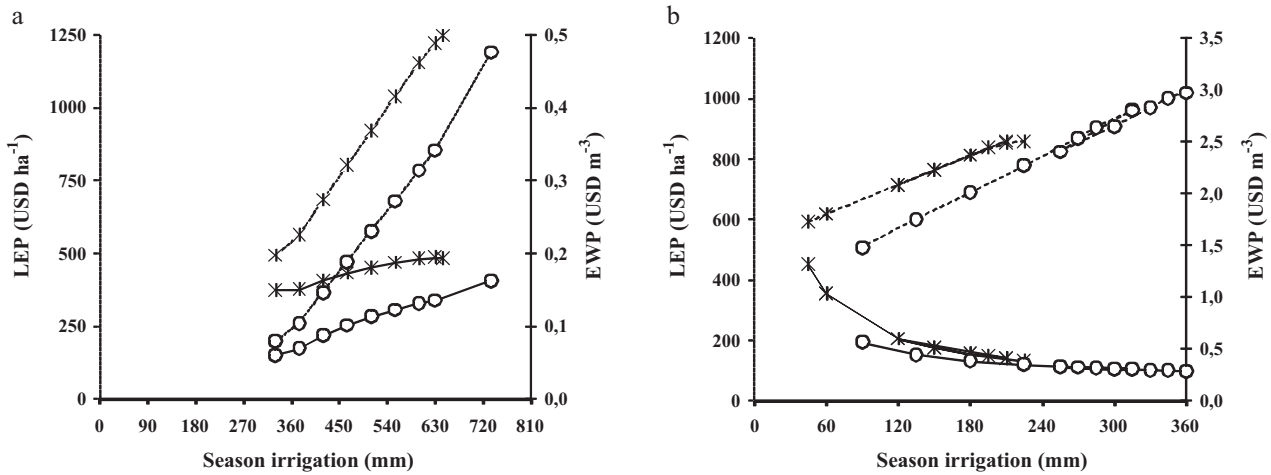 a
1250
1000
750
500
250
0
LEP (USD ha-1)
0,5
0,4
0,3
0,2
0,1
0,0
EWP (USD m-3)
0 90 180 270 360 450 540 630 720 810
Season irrigation (mm)
b
1200
1000
800
600
400
200
0
LEP (USD ha-1)
3,5
3,0
2,5
2,0
1,5
1,0
0,5
0,0
EWP (USD m-3)
0 60 120 180 240 300 360
Season irrigation (mm)